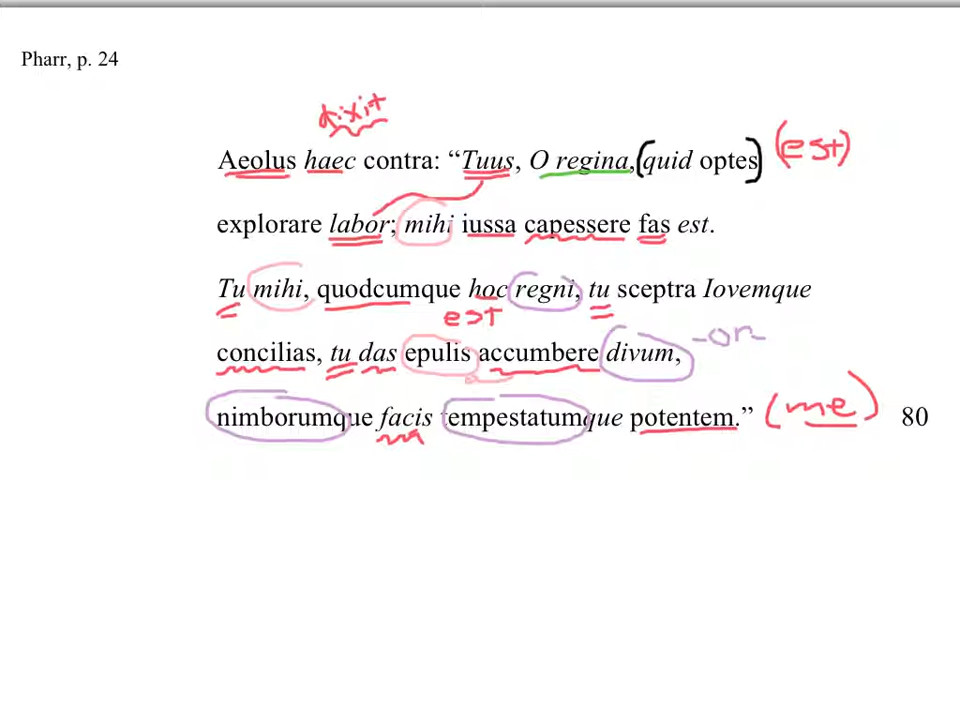 Pharr, p. 24
dixit
Aeolus haec contra: “Tuus, O regina, (quid optes) (est)
explorare labor; mihi iussa capessere fas est.
Tu mihi, quodcumque hoc regni, tu sceptra Iovemque
est
concilias, tu das epulis accumbere divum, -or-
nimborumque facis tempestatumque potentem.” (me) 80